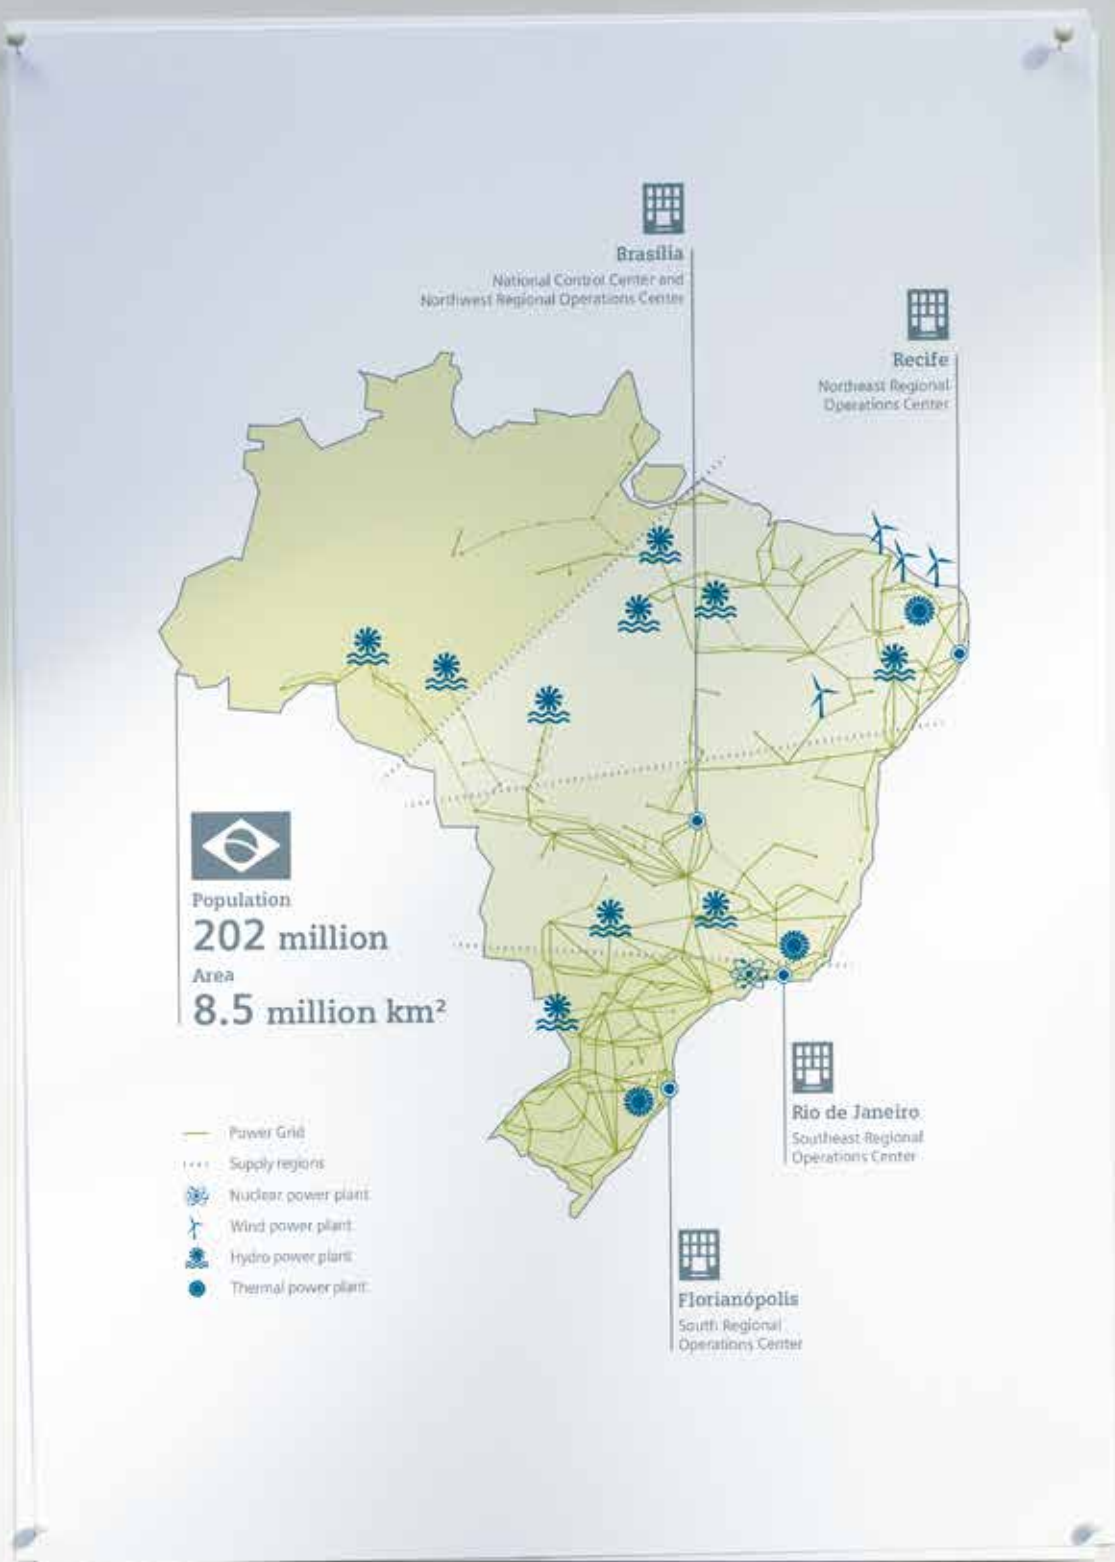 Brasília
National Control Center and
Northwest Regional Operations Center
Recife
Northeast Regional
Operations Center
Population
202 million
Area
8.5 million km²
Power Grid
Supply regions
Nuclear power plant
Wind power plant
Hydro power plant
Thermal power plant
Rio de Janeiro
Southeast Regional
Operations Center
Florianópolis
South Regional
Operations Center